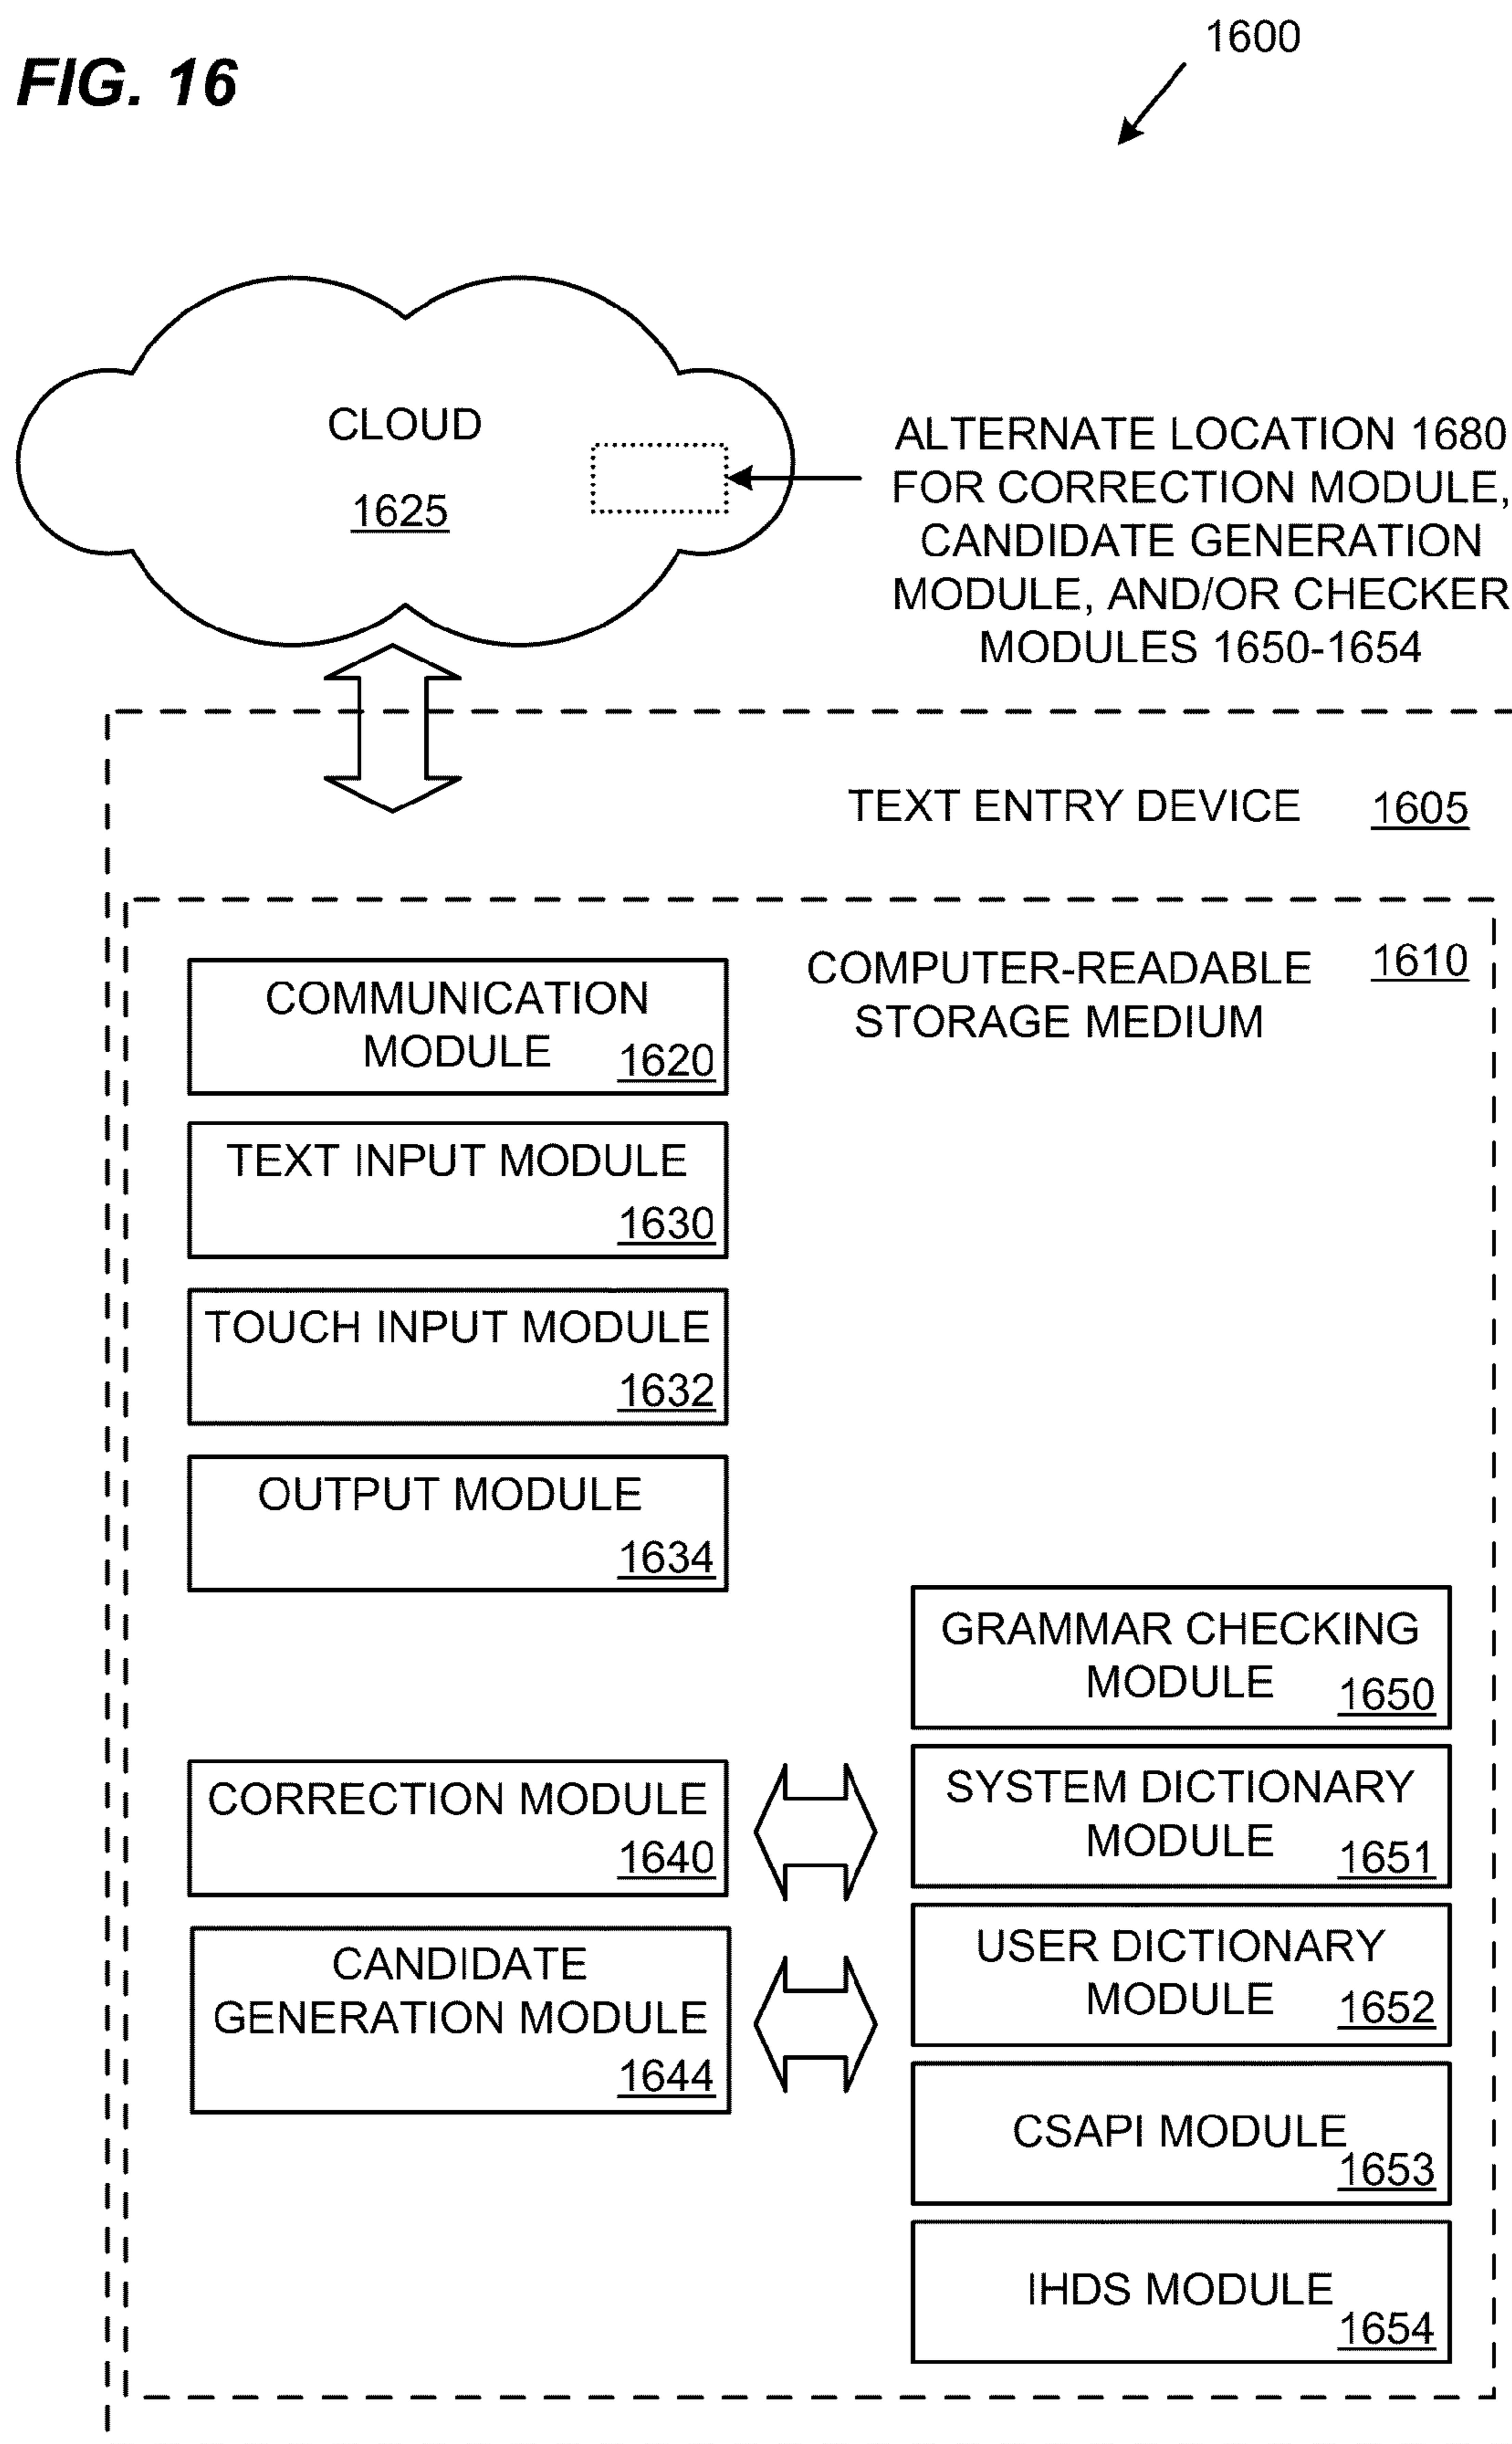 FIG. 16
1600
CLOUD
1625
ALTERNATE LOCATION 1680
FOR CORRECTION MODULE,
CANDIDATE GENERATION
MODULE, AND/OR CHECKER
MODULES 1650-1654
TEXT ENTRY DEVICE 1605
COMPUTER-READABLE 1610
STORAGE MEDIUM
COMMUNICATION
MODULE 1620
TEXT INPUT MODULE
1630
TOUCH INPUT MODULE
1632
OUTPUT MODULE
1634
CORRECTION MODULE
1640
CANDIDATE
GENERATION MODULE
1644
GRAMMAR CHECKING
MODULE 1650
SYSTEM DICTIONARY
MODULE 1651
USER DICTIONARY
MODULE 1652
CSAPI MODULE
1653
IHDS MODULE
1654